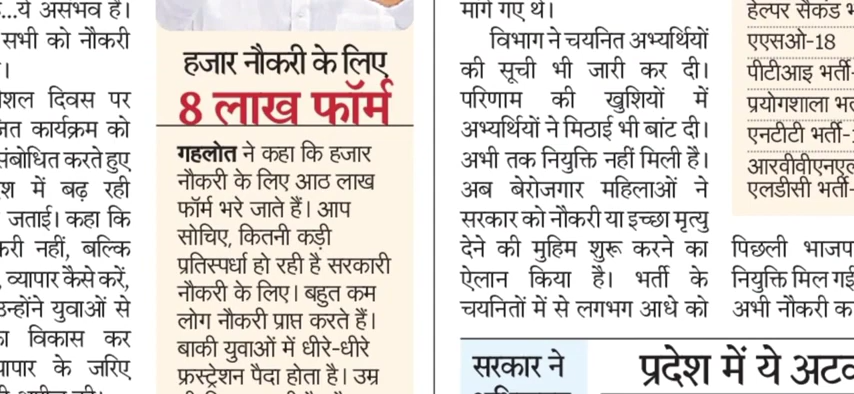 ...ये असंभव है।
सभी को नौकरी
दिवस पर
कार्यक्रम को
संबोधित करते हुए
में बढ़ रही
जताई। कहा कि
नहीं, बल्कि
व्यापार कैसे करें,
उन्होंने युवाओं से
विकास कर
के जरिए
हजार नौकरी के लिए
8 लाख फॉर्म
गहलोत ने कहा कि हजार
नौकरी के लिए आठ लाख
फॉर्म भरे जाते हैं। आप
सोचिए, कितनी कड़ी
प्रतिस्पर्धा हो रही है सरकारी
नौकरी के लिए। बहुत कम
लोग नौकरी प्राप्त करते हैं।
बाकी युवाओं में धीरे-धीरे
फ्रस्ट्रेशन पैदा होता है। उम्र
मांगे गए थे।
विभाग ने चयनित अभ्यर्थियों
की सूची भी जारी कर दी।
परिणाम की खुशियों में
अभ्यर्थियों ने मिठाई भी बांट दी।
अभी तक नियुक्ति नहीं मिली है।
अब बेरोजगार महिलाओं ने
सरकार को नौकरी या इच्छा मृत्यु
देने की मुहिम शुरू करने का
ऐलान किया है। भर्ती के
चयनितों में से लगभग आधे को
हेल्पर सैकंड
एएसओ-18
पीटीआइ भर्ती-
प्रयोगशाला
एनटीटी भर्ती-
आरवीवीएनएल
एलडीसी भर्ती-
पिछली भाजप
नियुक्ति मिल गई
अभी नौकरी
सरकार ने
प्रदेश में ये